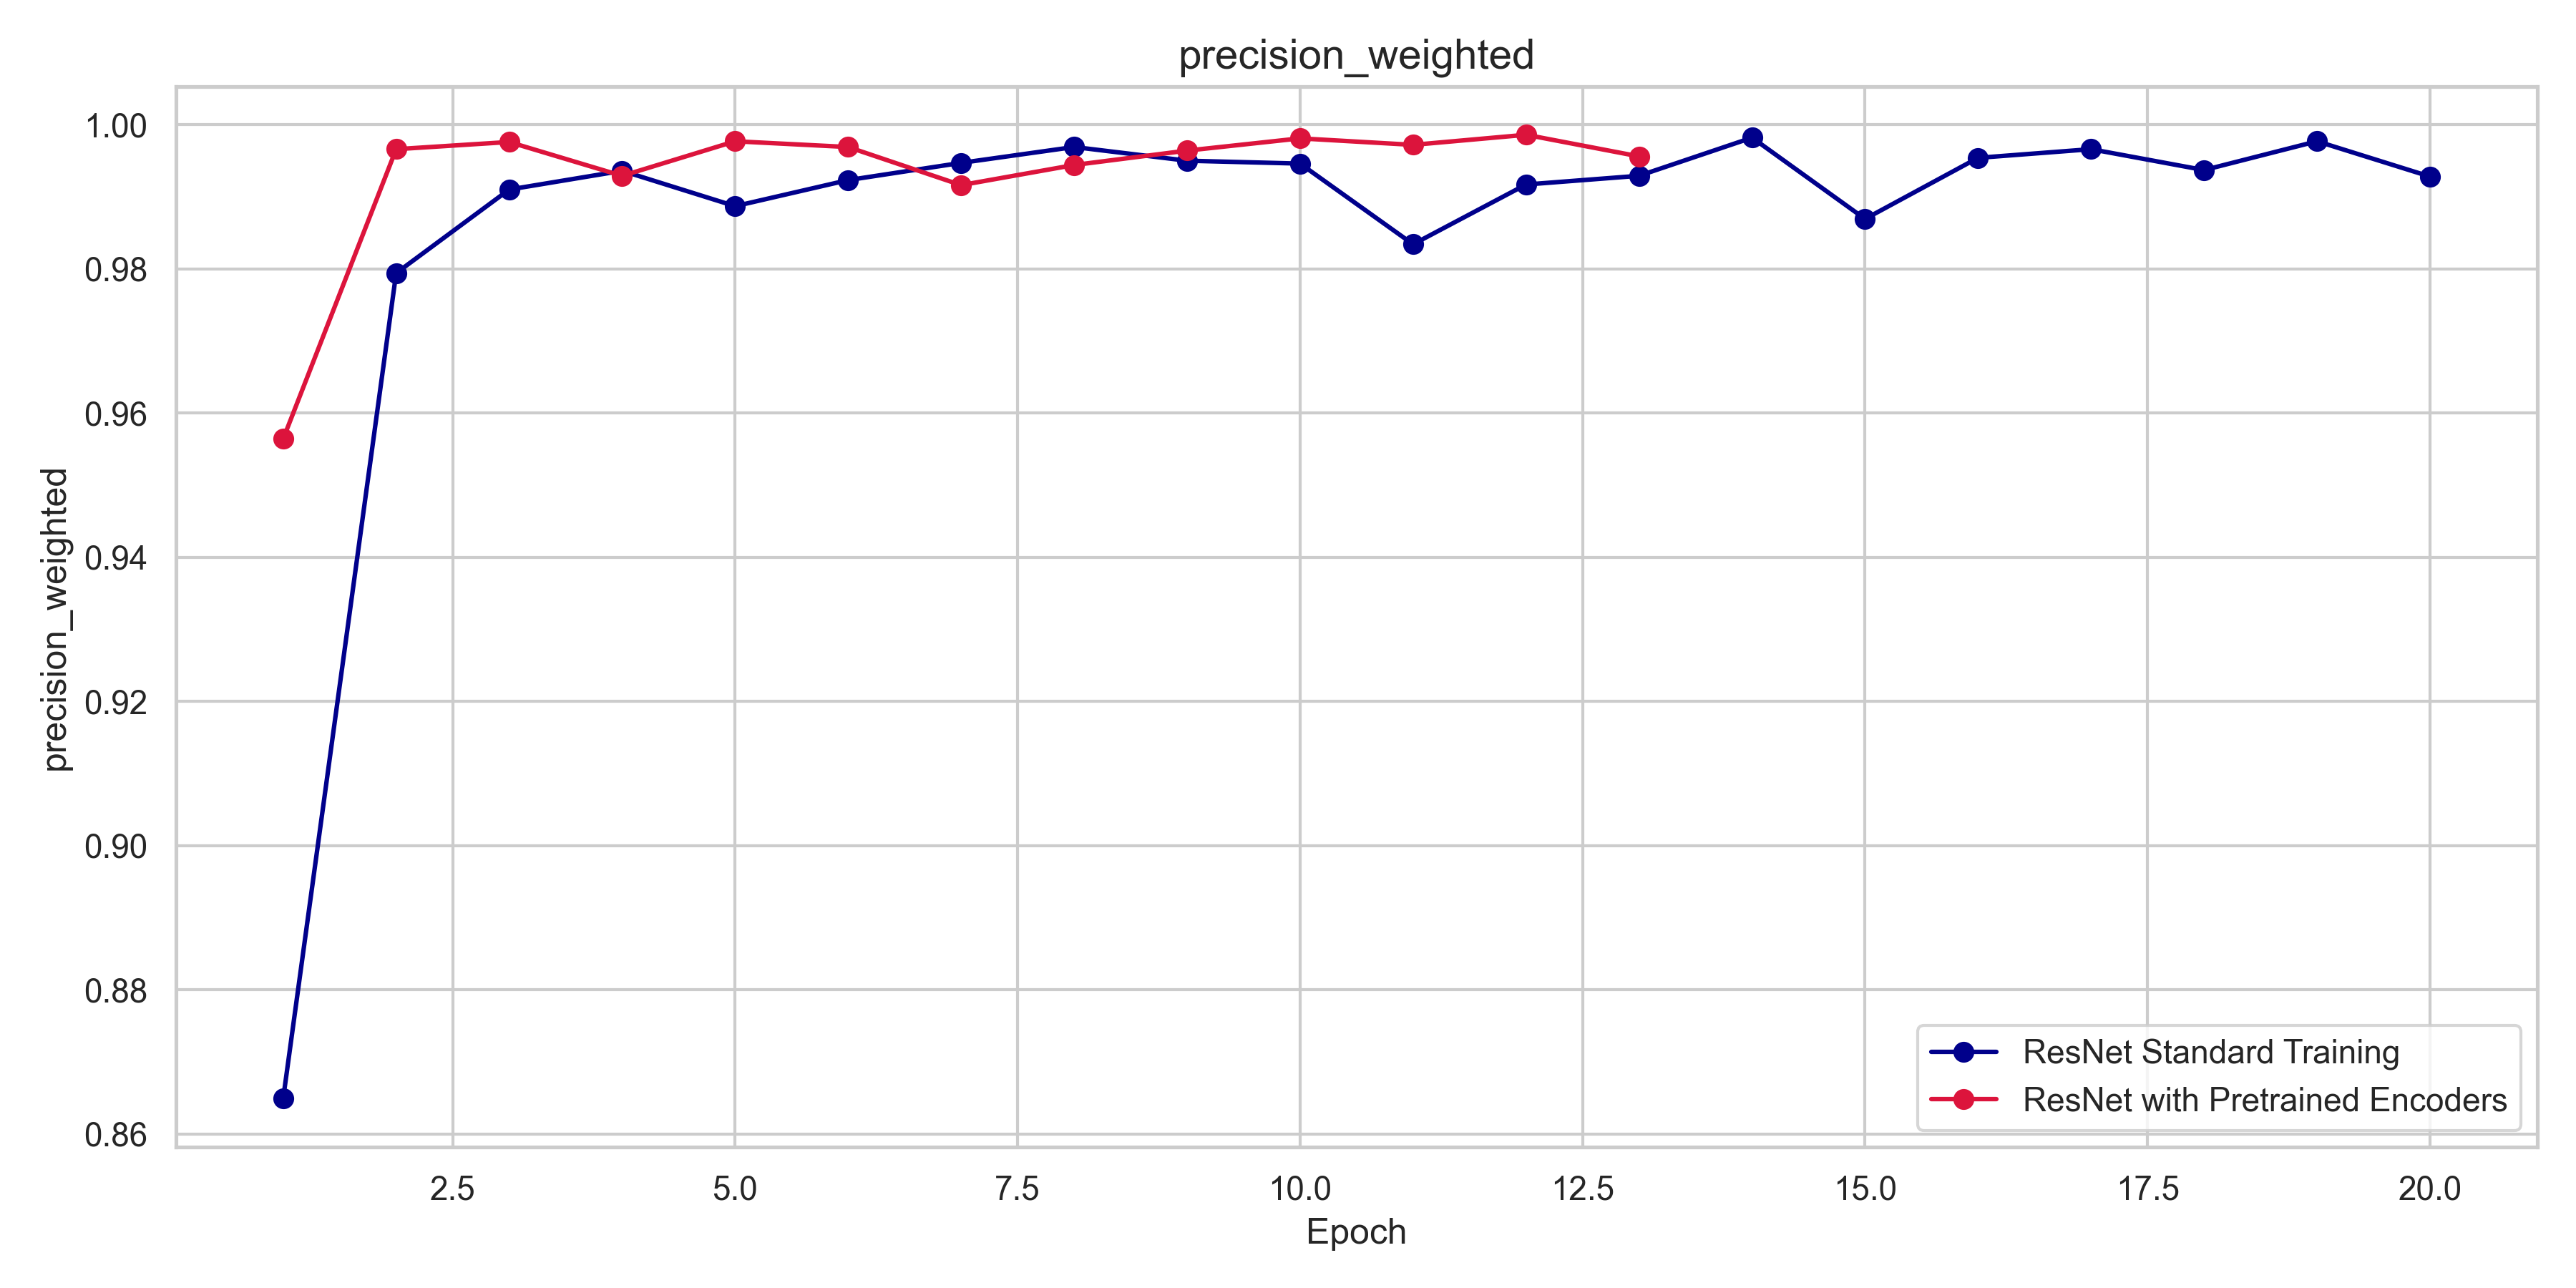 precision_weighted
precision_weighted
1.00
0.98
0.96
0.94
0.92
0.90
0.88
0.86
2.5 5.0 7.5 10.0 12.5 15.0 17.5 20.0
Epoch
ResNet Standard Training
ResNet with Pretrained Encoders